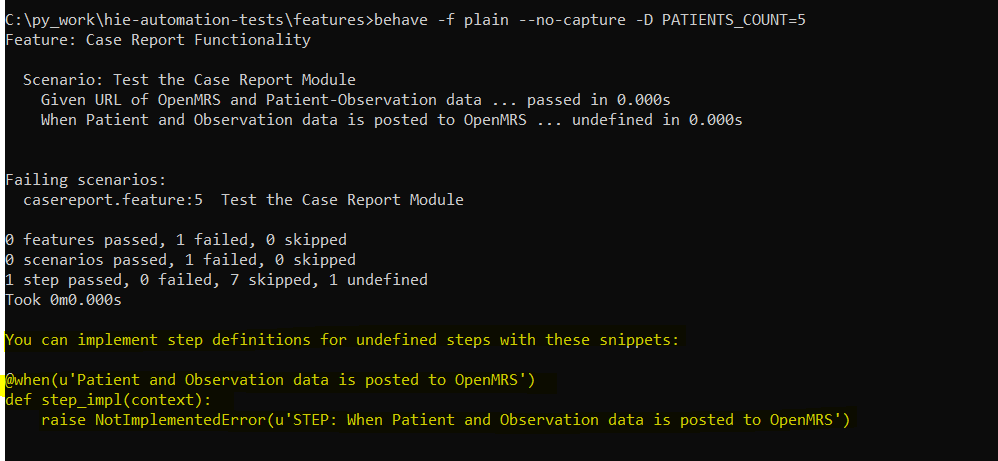 C:\py_work\hie-automation-tests\features>behave -f plain --no-capture -D PATIENTS_COUNT=5
Feature: Case Report Functionality
Scenario: Test the Case Report Module
Given URL of OpenMRS and Patient-Observation data ... passed in 0.000s
When Patient and Observation data is posted to OpenMRS ... undefined in 0.000s
Failing scenarios:
casereport.feature:5  Test the Case Report Module
0 features passed, 1 failed, 0 skipped
0 scenarios passed, 1 failed, 0 skipped
1 step passed, 0 failed, 7 skipped, 1 undefined
Took 0m0.000s
You can implement step definitions for undefined steps with these snippets:
@when(u'Patient and Observation data is posted to OpenMRS')
def step_impl(context):
raise NotImplementedError(u'STEP: When Patient and Observation data is posted to OpenMRS')